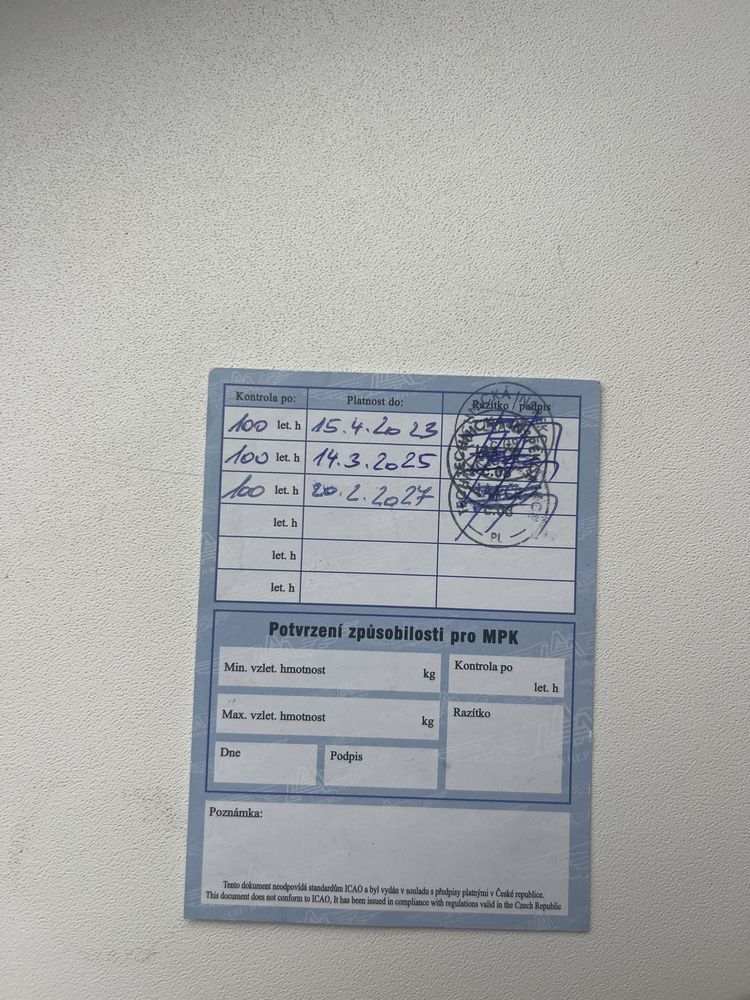 Kontrola po: Platnost do: Razítko / podpis
100 let. h 15.4.2023
100 let. h 14.3.2025
100 let. h 20.2.2027
let. h
let. h
let. h
Potvrzení způsobilosti pro MPK
Min. vzlet. hmotnost kg
Kontrola po
let. h
Max. vzlet. hmotnost kg
Razítko
Dne Podpis
Poznámka:
Tento dokument neodpovídá standardům ICAO a byl vydán v souladu s předpisy platnými v České republice.
This document does not conform to ICAO, It has been issued in compliance with regulations valid in the Czech Republic